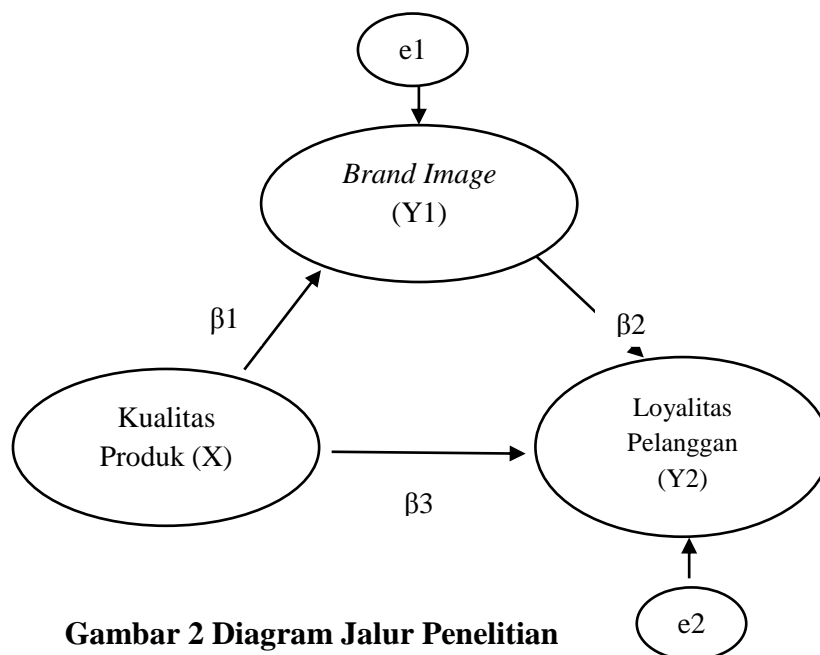 e1
Brand Image
(Y1)
β1
β2
Kualitas
Produk (X)
Loyalitas
Pelanggan
(Y2)
β3
Gambar 2 Diagram Jalur Penelitian
e2